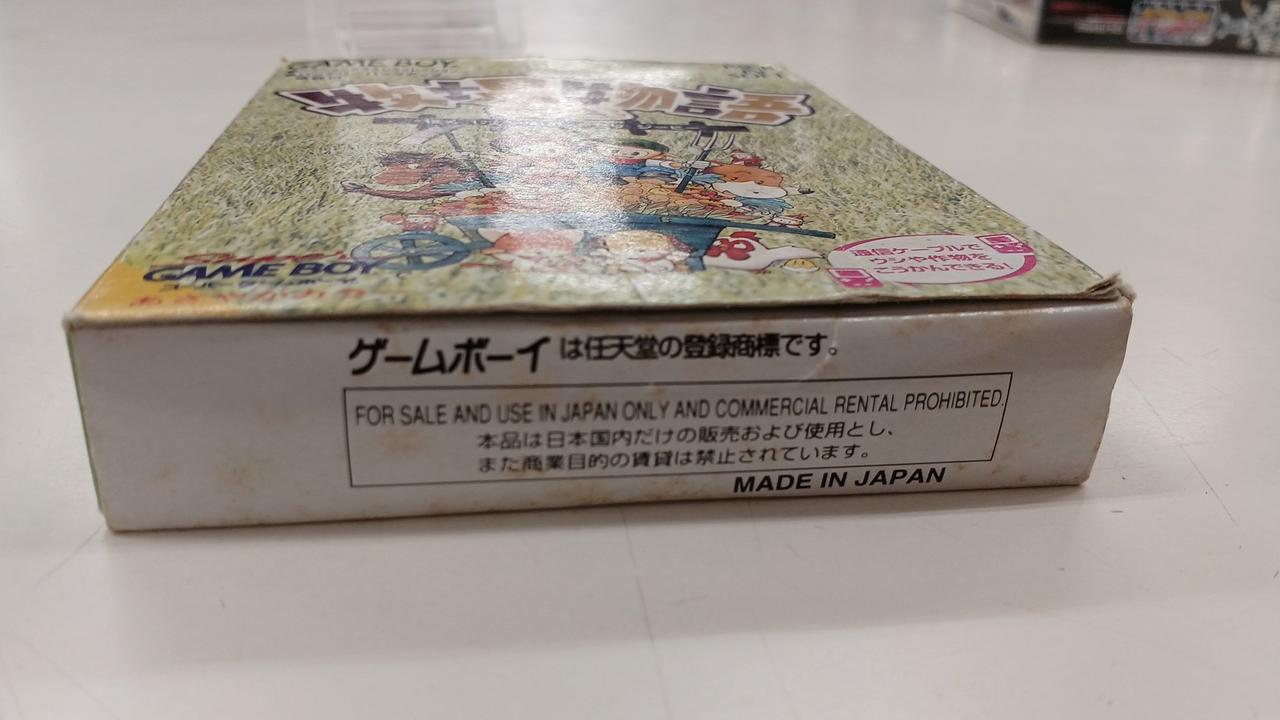 GAME BOY
牧場物語
通信ケーブルで
ウシや作物を
こうかんできる!
GAME BOY
ゲームボーイは任天堂の登録商標です。
FOR SALE AND USE IN JAPAN ONLY AND COMMERCIAL RENTAL PROHIBITED.
本品は日本国内だけの販売および使用とし、
また商業目的の賃貸は禁止されています。
MADE IN JAPAN